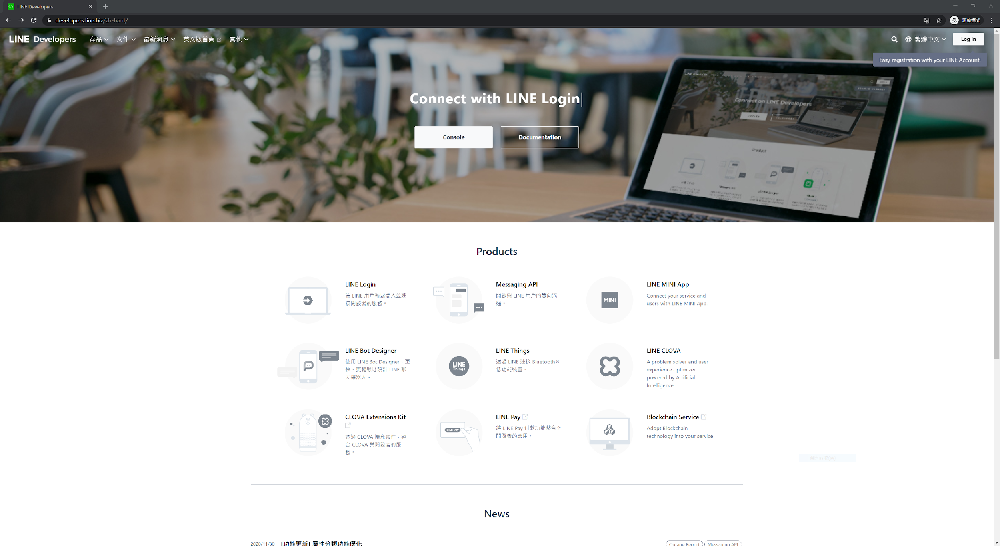 LINE Developers
developers.line.biz/zh-hant/
無痕模式
LINE Developers
產品
文件
最新消息
英文版首頁
其他
繁體中文
Log in
Easy registration with your LINE Account!
Connect with LINE Login
Console
Documentation
Connect on LINE Developers
Product
Products
LINE Login
讓 LINE 用戶輕鬆登入並連
接開發者的服務。
Messaging API
開啟與 LINE 用戶的雙向溝
通。
MINI
LINE MINI App
Connect your service and
users with LINE MINI App.
LINE Bot Designer
使用 LINE Bot Designer，更
快、更輕鬆地設計 LINE 聊
天機器人。
LINE
Things
LINE Things
透過 LINE 連接 Bluetooth®
低功耗裝置。
LINE CLOVA
A problem solver and user
experience optimizer,
powered by Artificial
Intelligence.
CLOVA Extensions Kit
透過 CLOVA 擴充套件，整
合 CLOVA 與開發者的服
務。
LINE Pay
LINE Pay
將 LINE Pay 付款功能整合至
開發者的應用。
Blockchain Service
Adopt Blockchain
technology into your service
News
2020/11/30 [功能更新] 屬性分類功能優化
Outage Report
Messaging API